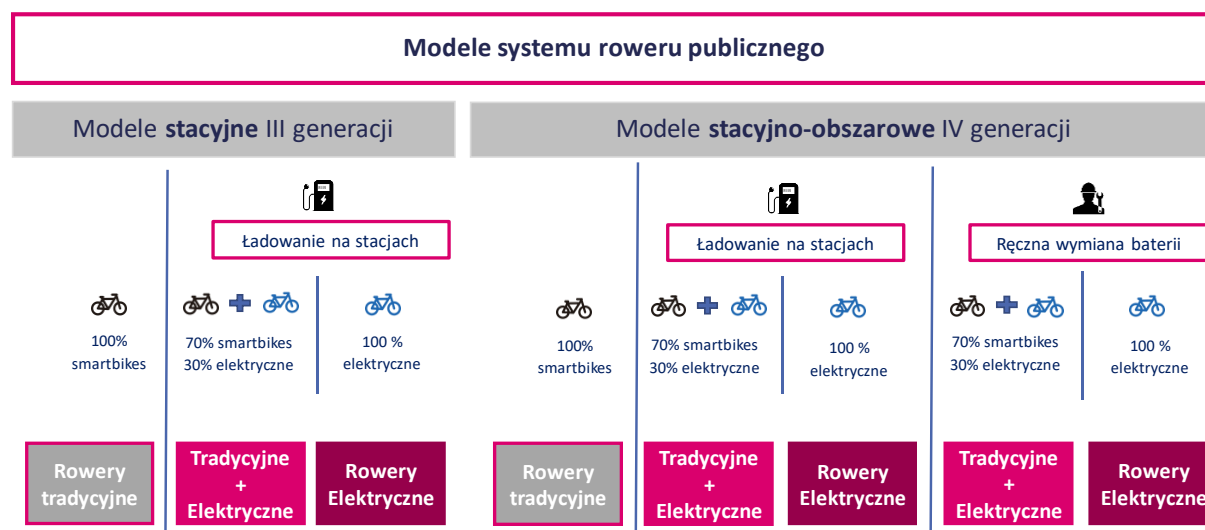 Modele systemu roweru publicznego
Modele stacyjne III generacji
Modele stacyjno-obszarowe IV generacji
Ładowanie na stacjach
Ładowanie na stacjach
Ręczna wymiana baterii
100%
smartbikes
70% smartbikes
30% elektryczne
100 %
elektryczne
100%
smartbikes
70% smartbikes
30% elektryczne
100 %
elektryczne
70% smartbikes
30% elektryczne
100 %
elektryczne
Rowery
tradycyjne
Tradycyjne
+
Elektryczne
Rowery
Elektryczne
Rowery
tradycyjne
Tradycyjne
+
Elektryczne
Rowery
Elektryczne
Tradycyjne
+
Elektryczne
Rowery
Elektryczne